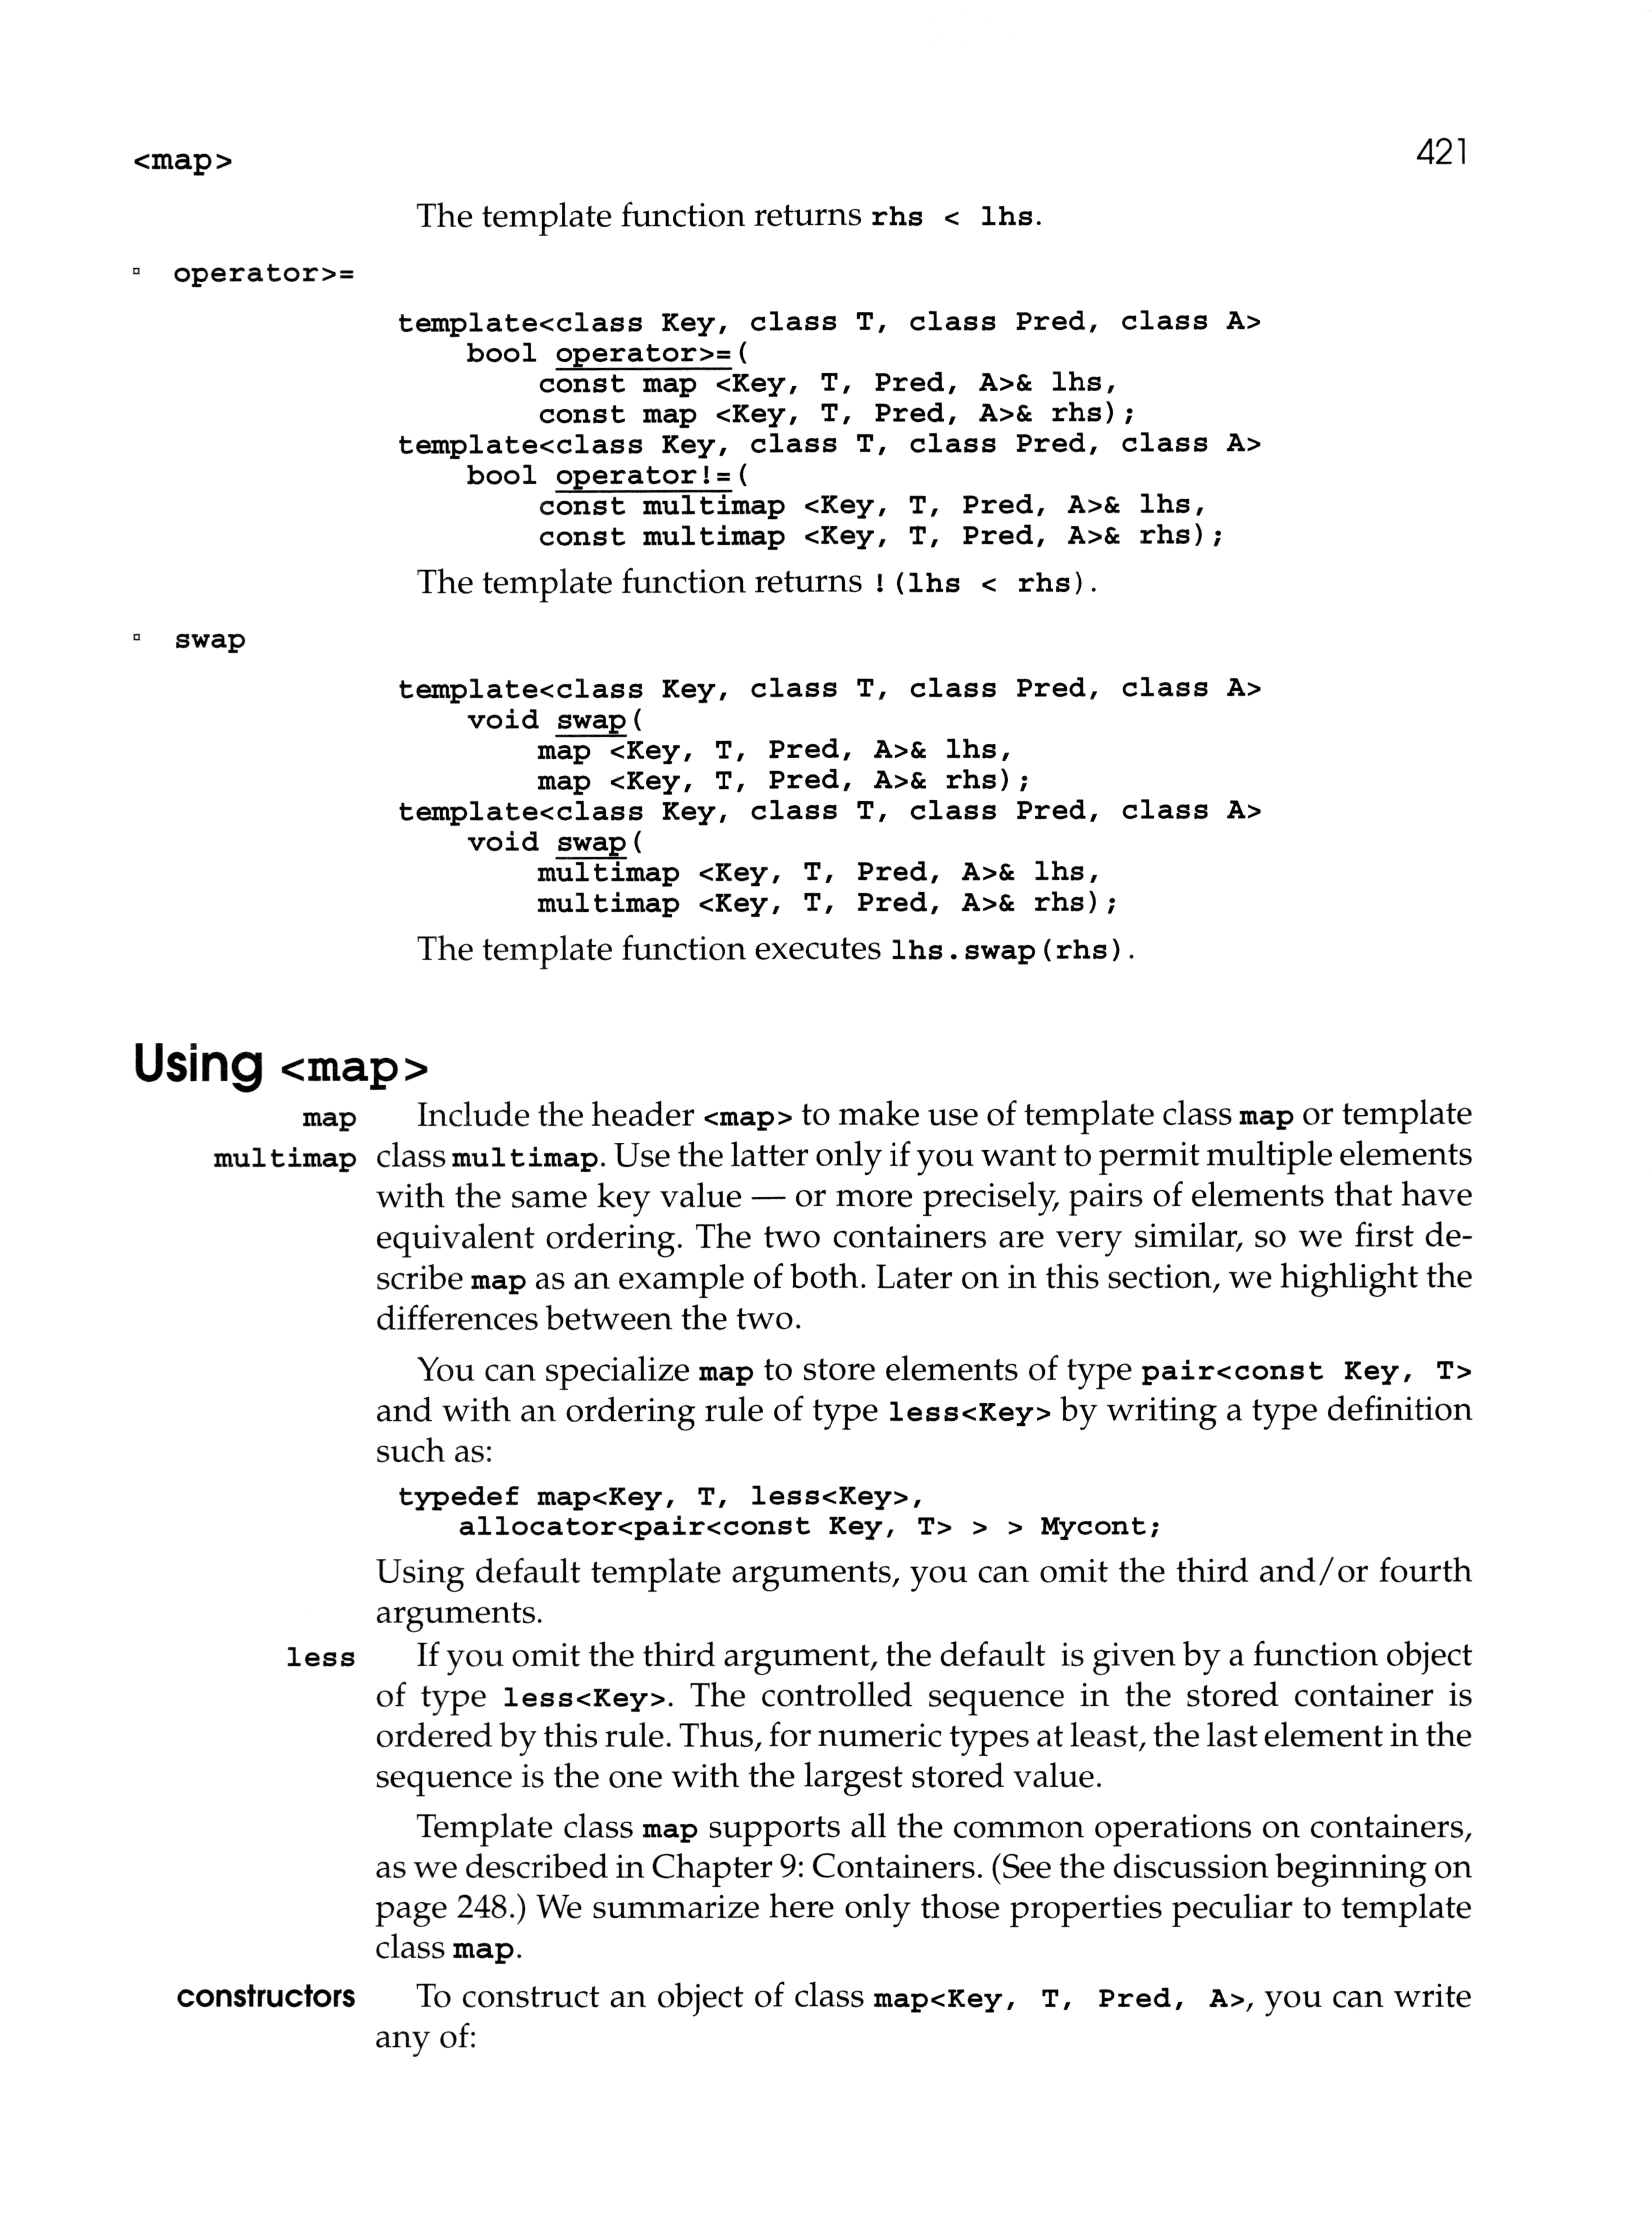 <map> 421
The template function returns rhs < lhs.
▫ operator>=
template<class Key, class T, class Pred, class A>
bool operator>=(
const map <Key, T, Pred, A>& lhs,
const map <Key, T, Pred, A>& rhs);
template<class Key, class T, class Pred, class A>
bool operator!=(
const multimap <Key, T, Pred, A>& lhs,
const multimap <Key, T, Pred, A>& rhs);
The template function returns !(lhs < rhs).
▫ swap
template<class Key, class T, class Pred, class A>
void swap(
map <Key, T, Pred, A>& lhs,
map <Key, T, Pred, A>& rhs);
template<class Key, class T, class Pred, class A>
void swap(
multimap <Key, T, Pred, A>& lhs,
multimap <Key, T, Pred, A>& rhs);
The template function executes lhs.swap(rhs).
Using <map>
map Include the header <map> to make use of template class map or template
multimap class multimap. Use the latter only if you want to permit multiple elements
with the same key value — or more precisely, pairs of elements that have
equivalent ordering. The two containers are very similar, so we first de-
scribe map as an example of both. Later on in this section, we highlight the
differences between the two.
You can specialize map to store elements of type pair<const Key, T>
and with an ordering rule of type less<Key> by writing a type definition
such as:
typedef map<Key, T, less<Key>,
allocator<pair<const Key, T> > > Mycont;
Using default template arguments, you can omit the third and/or fourth
arguments.
less If you omit the third argument, the default is given by a function object
of type less<Key>. The controlled sequence in the stored container is
ordered by this rule. Thus, for numeric types at least, the last element in the
sequence is the one with the largest stored value.
Template class map supports all the common operations on containers,
as we described in Chapter 9: Containers. (See the discussion beginning on
page 248.) We summarize here only those properties peculiar to template
class map.
constructors To construct an object of class map<Key, T, Pred, A>, you can write
any of: